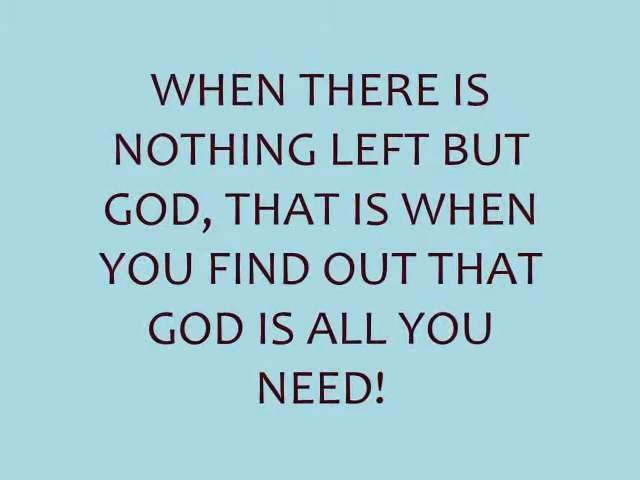 WHEN THERE IS
NOTHING LEFT BUT
GOD, THAT IS WHEN
YOU FIND OUT THAT
GOD IS ALL YOU
NEED!